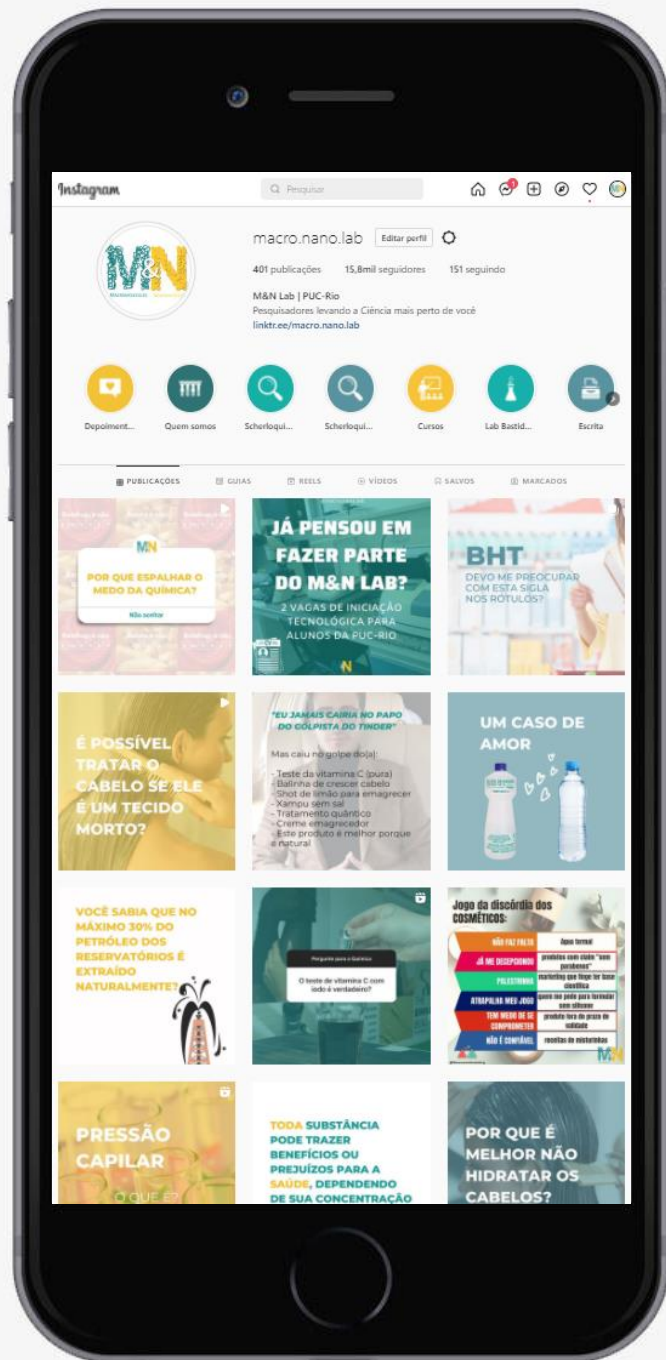 Instagram
Pesquisar
1
macro.nano.lab Editar perfil
401 publicações 15,8mil seguidores 151 seguindo
M&N Lab | PUC-Rio
Pesquisadores levando a Ciência mais perto de você
linktr.ee/macro.nano.lab
M&N
Depoiment... Quem somos Scherloqui... Scherloqui... Cursos Lab Bastid... Escrita
PUBLICAÇÕES GUIAS REELS VÍDEOS SALVOS MARCADOS
MN
POR QUE ESPALHAR O
MEDO DA QUÍMICA?
Não sonhar
JÁ PENSOU EM
FAZER PARTE
DO M&N LAB?
2 VAGAS DE INICIAÇÃO
TECNOLÓGICA PARA
ALUNOS DA PUC-RIO
BHT
DEVO ME PREOCUPAR
COM ESTA SIGLA
NOS RÓTULOS?
É POSSÍVEL
TRATAR O
CABELO SE ELE
É UM TECIDO
MORTO?
"EU JAMAIS CAIRIA NO PAPO
DO GOLPISTA DO TINDER"
Mas caiu no golpe do(a):
- Teste da vitamina C (pura)
- Balinha de crescer cabelo
- Shot de limão para emagrecer
- Xampu sem sal
- Tratamento quântico
- Creme emagrecedor
- Este produto é melhor porque
é natural
UM CASO DE
AMOR
VOCÊ SABIA QUE NO
MÁXIMO 30% DO
PETRÓLEO DOS
RESERVATÓRIOS É
EXTRAÍDO
NATURALMENTE?
Pergunte para a Química
O teste de vitamina C com
iodo é verdadeiro?
Jogo da discórdia dos
COSMÉTICOS:
NÃO FAZ FALTA Água termal
JÁ ME DECEPCIONOU produtos com claim "sem
parabenos"
PALESTRINHA marketing que finge ter base
científica
ATRAPALHA MEU JOGO quem me pede para formular
sem silicone
TEM MEDO DE SE
COMPROMETER produto fora do prazo de
validade
NÃO É CONFIÁVEL receitas de misturinhas
MN
PRESSÃO
CAPILAR
O QUE É?
TODA SUBSTÂNCIA
PODE TRAZER
BENEFÍCIOS OU
PREJUÍZOS PARA A
SAÚDE, DEPENDENDO
DE SUA CONCENTRAÇÃO
POR QUE É
MELHOR NÃO
HIDRATAR OS
CABELOS?